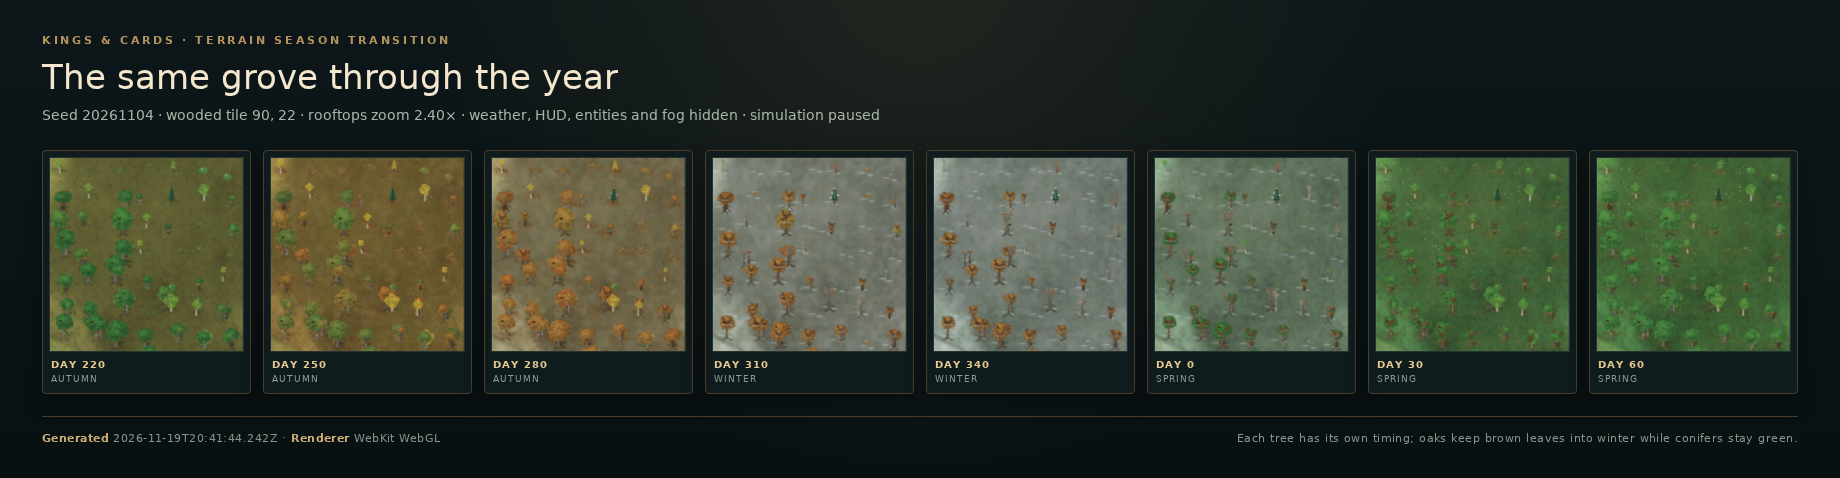 KINGS & CARDS · TERRAIN SEASON TRANSITION
The same grove through the year
Seed 20261104 · wooded tile 90, 22 · rooftops zoom 2.40× · weather, HUD, entities and fog hidden · simulation paused
DAY 220
AUTUMN
DAY 250
AUTUMN
DAY 280
AUTUMN
DAY 310
WINTER
DAY 340
WINTER
DAY 0
SPRING
DAY 30
SPRING
DAY 60
SPRING
Generated 2026-11-19T20:41:44.242Z · Renderer WebKit WebGL
Each tree has its own timing; oaks keep brown leaves into winter while conifers stay green.